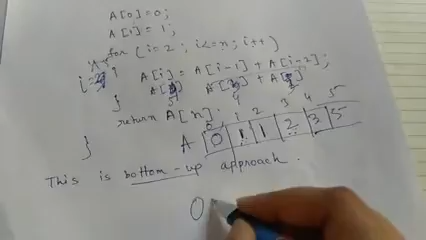 A[0]=0;
A[1]=1;
for (i=2; i<=n; i++)
{
A[i] = A[i-1] + A[i-2];
}
return A[n];
}
0 1 2 3 4 5
A 0 1 1 2 3 5
This is bottom-up approach.
0